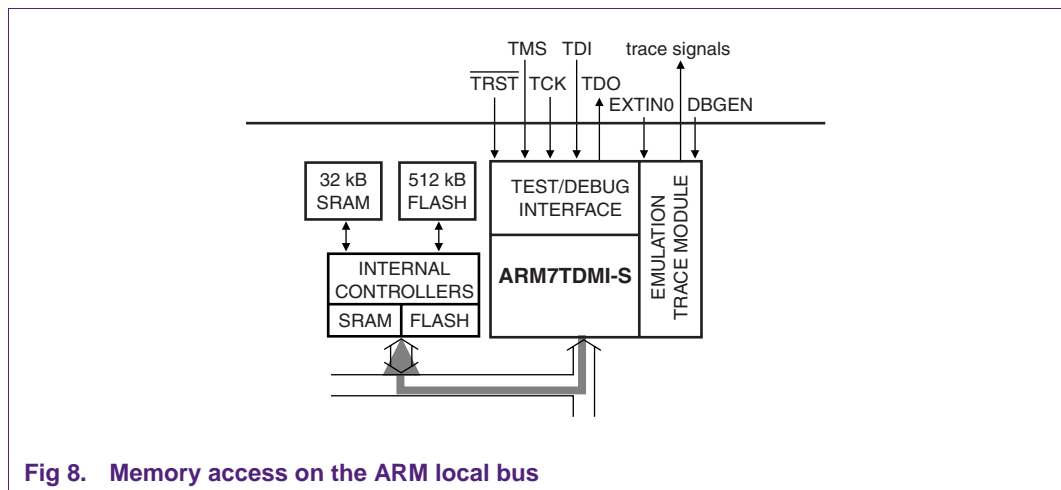 TMS TDI trace signals
TRST TCK TDO
EXTIN0 DBGEN
32 kB
SRAM
512 kB
FLASH
TEST/DEBUG
INTERFACE
INTERNAL
CONTROLLERS
SRAM FLASH
ARM7TDMI-S
EMULATION
TRACE MODULE
Fig 8. Memory access on the ARM local bus